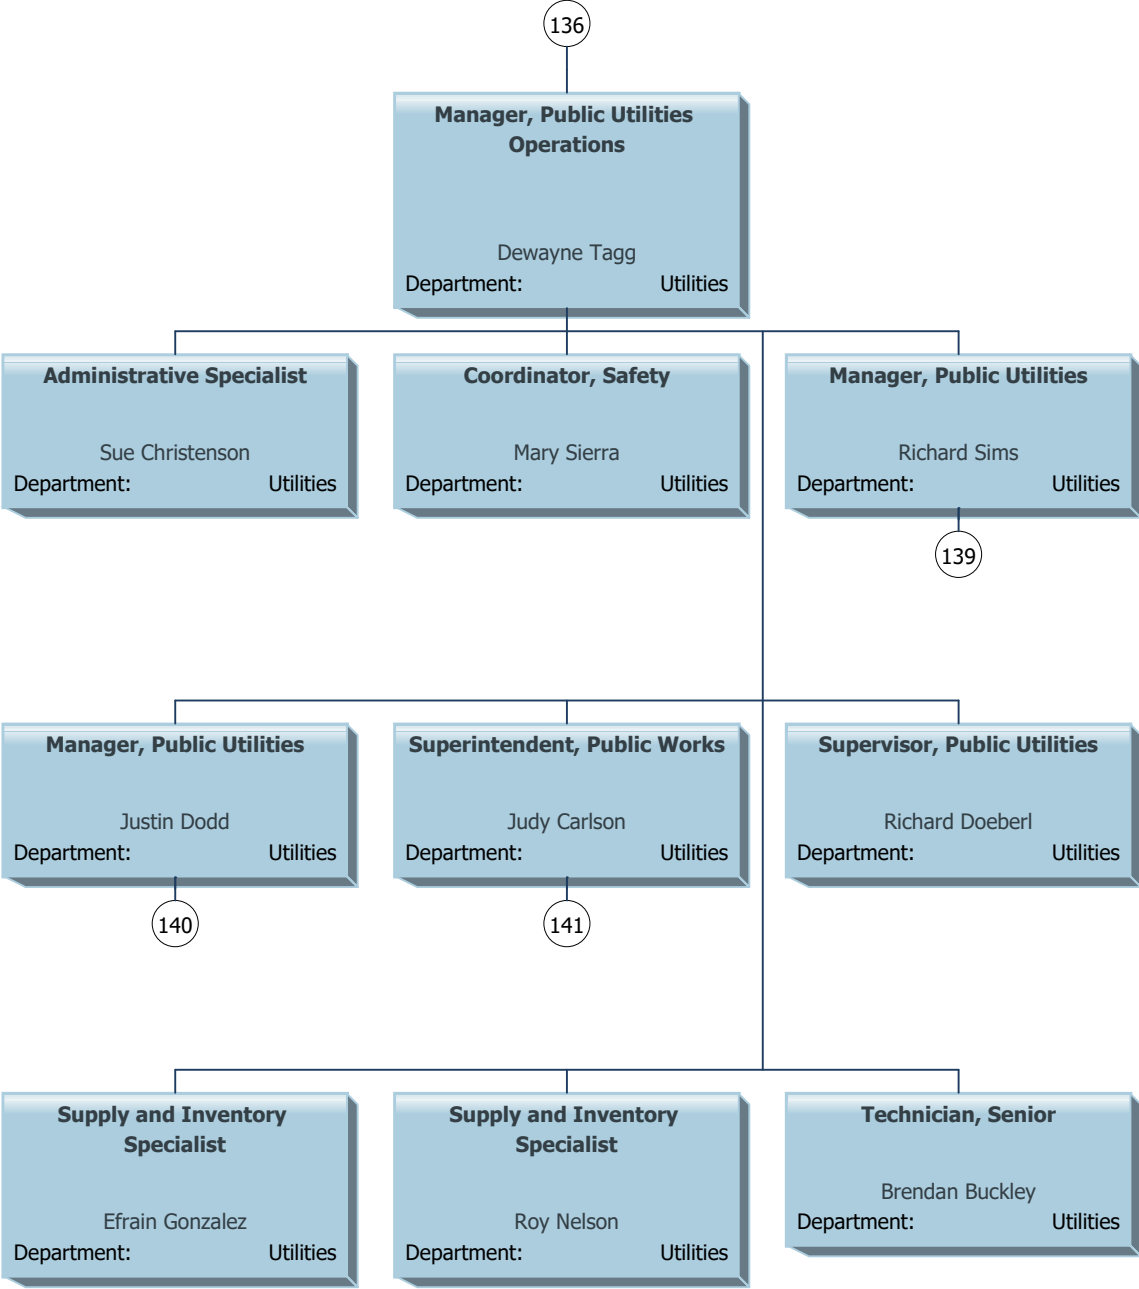 136
Manager, Public Utilities
Operations
Dewayne Tagg
Department: Utilities
Administrative Specialist
Sue Christenson
Department: Utilities
Coordinator, Safety
Mary Sierra
Department: Utilities
Manager, Public Utilities
Richard Sims
Department: Utilities
139
Manager, Public Utilities
Justin Dodd
Department: Utilities
140
Superintendent, Public Works
Judy Carlson
Department: Utilities
141
Supervisor, Public Utilities
Richard Doeberl
Department: Utilities
Supply and Inventory
Specialist
Efrain Gonzalez
Department: Utilities
Supply and Inventory
Specialist
Roy Nelson
Department: Utilities
Technician, Senior
Brendan Buckley
Department: Utilities